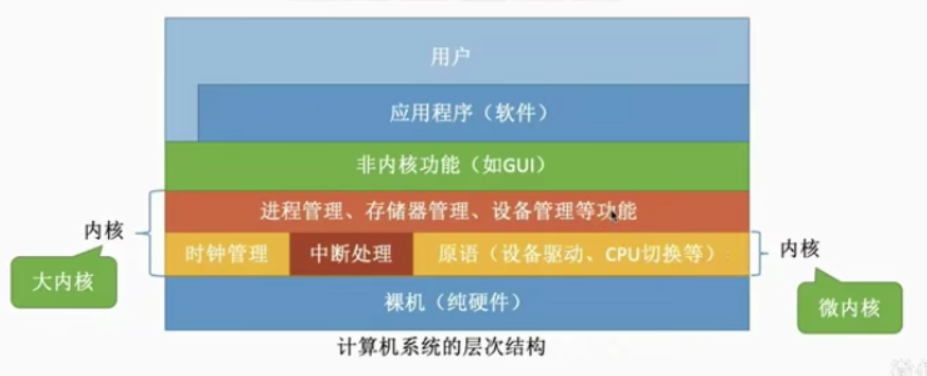 用户
应用程序（软件）
非内核功能（如GUI）
进程管理、存储器管理、设备管理等功能
内核
时钟管理
中断处理
原语（设备驱动、CPU切换等）
内核
大内核
裸机（纯硬件）
微内核
计算机系统的层次结构